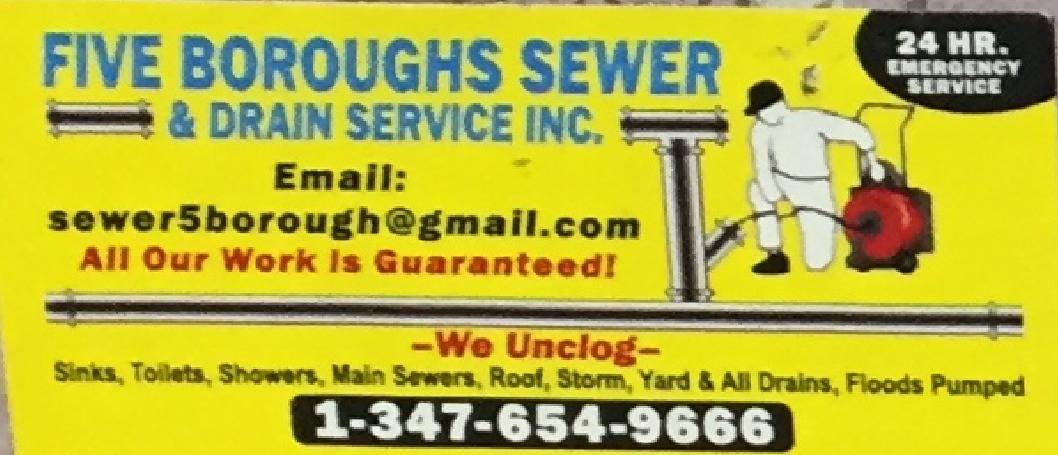 FIVE BOROUGHS SEWER
& DRAIN SERVICE INC.
24 HR.
EMERGENCY
SERVICE
Email:
sewer5borough@gmail.com
All Our Work Is Guaranteed!
–We Unclog–
Sinks, Toilets, Showers, Main Sewers, Roof, Storm, Yard & All Drains, Floods Pumped
1-347-654-9666